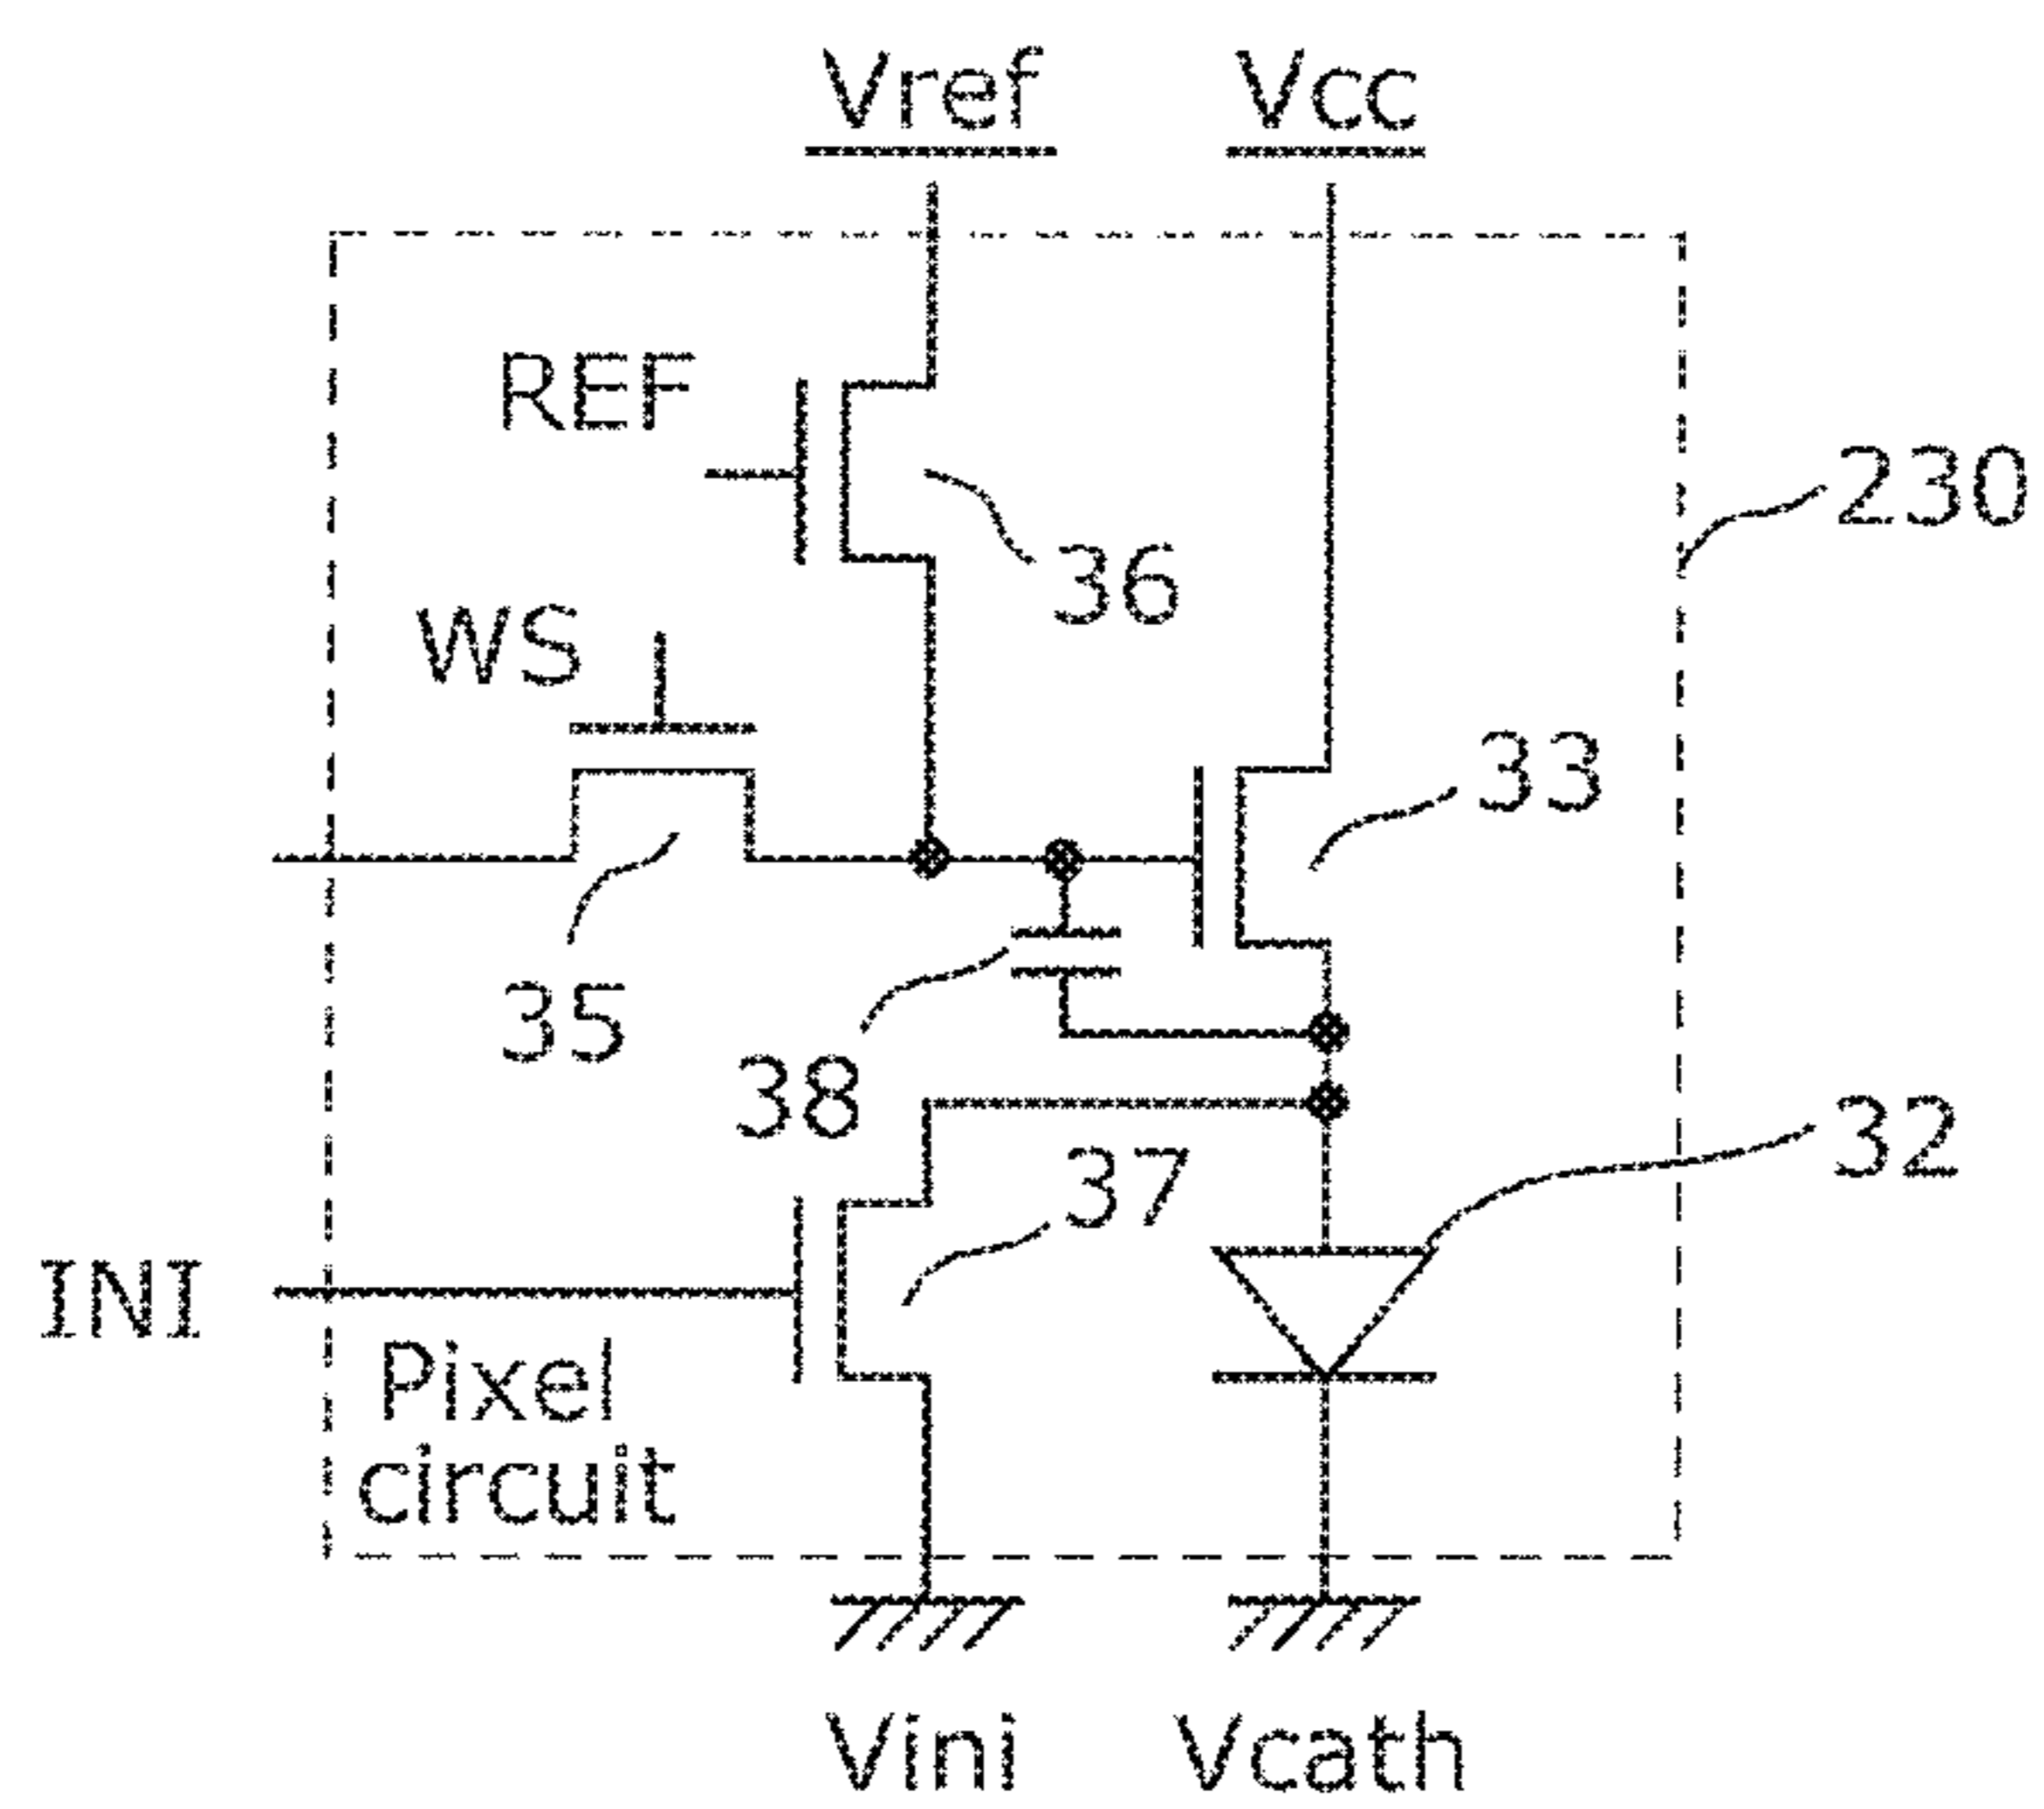 Vref Vcc
REF
230
36
WS
33
35
38
37
32
INI
Pixel
circuit
Vini Vcath